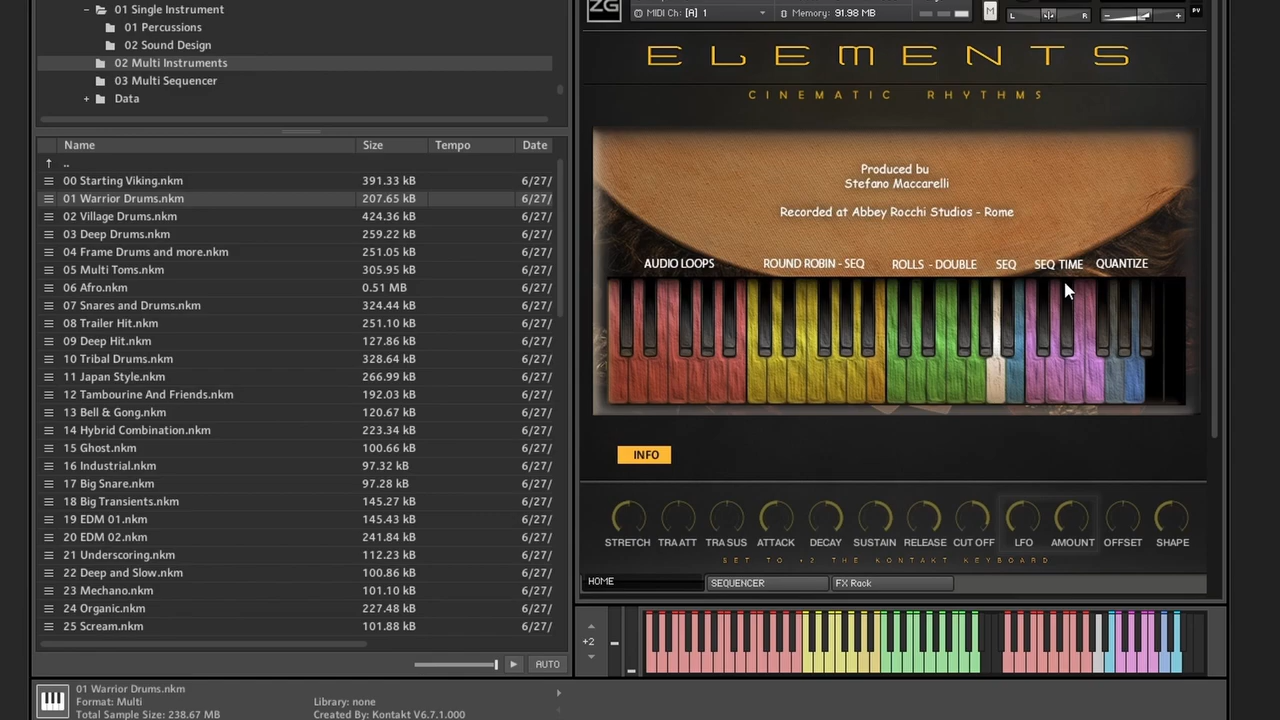 01 Single Instrument
01 Percussions
02 Sound Design
02 Multi Instruments
03 Multi Sequencer
Data
Name Size Tempo Date
..
00 Starting Viking.nkm 391.33 kB 6/27/
01 Warrior Drums.nkm 207.65 kB 6/27/
02 Village Drums.nkm 424.36 kB 6/27/
03 Deep Drums.nkm 259.22 kB 6/27/
04 Frame Drums and more.nkm 251.05 kB 6/27/
05 Multi Toms.nkm 305.95 kB 6/27/
06 Afro.nkm 0.51 MB 6/27/
07 Snares and Drums.nkm 324.44 kB 6/27/
08 Trailer Hit.nkm 251.10 kB 6/27/
09 Deep Hit.nkm 127.86 kB 6/27/
10 Tribal Drums.nkm 328.64 kB 6/27/
11 Japan Style.nkm 266.99 kB 6/27/
12 Tambourine And Friends.nkm 192.03 kB 6/27/
13 Bell & Gong.nkm 120.67 kB 6/27/
14 Hybrid Combination.nkm 223.34 kB 6/27/
15 Ghost.nkm 100.66 kB 6/27/
16 Industrial.nkm 97.32 kB 6/27/
17 Big Snare.nkm 97.28 kB 6/27/
18 Big Transients.nkm 145.27 kB 6/27/
19 EDM 01.nkm 145.43 kB 6/27/
20 EDM 02.nkm 241.84 kB 6/27/
21 Underscoring.nkm 112.23 kB 6/27/
22 Deep and Slow.nkm 100.86 kB 6/27/
23 Mechano.nkm 101.10 kB 6/27/
24 Organic.nkm 227.48 kB 6/27/
25 Scream.nkm 101.88 kB 6/27/
AUTO
01 Warrior Drums.nkm
Format: Multi Library: none
Total Sample Size: 238.67 MB Created By: Kontakt V6.7.1.000
ZG MIDI Ch: [A] 1 Memory: 91.98 MB M L R - + PV
ELEMENTS
CINEMATIC RHYTHMS
Produced by
Stefano Maccarelli
Recorded at Abbey Rocchi Studios - Rome
AUDIO LOOPS ROUND ROBIN - SEQ ROLLS - DOUBLE SEQ SEQ TIME QUANTIZE
INFO
STRETCH TRA ATT TRA SUS ATTACK DECAY SUSTAIN RELEASE CUT OFF LFO AMOUNT OFFSET SHAPE
SET TO +2 THE KONTAKT KEYBOARD
HOME SEQUENCER FX Rack
+2